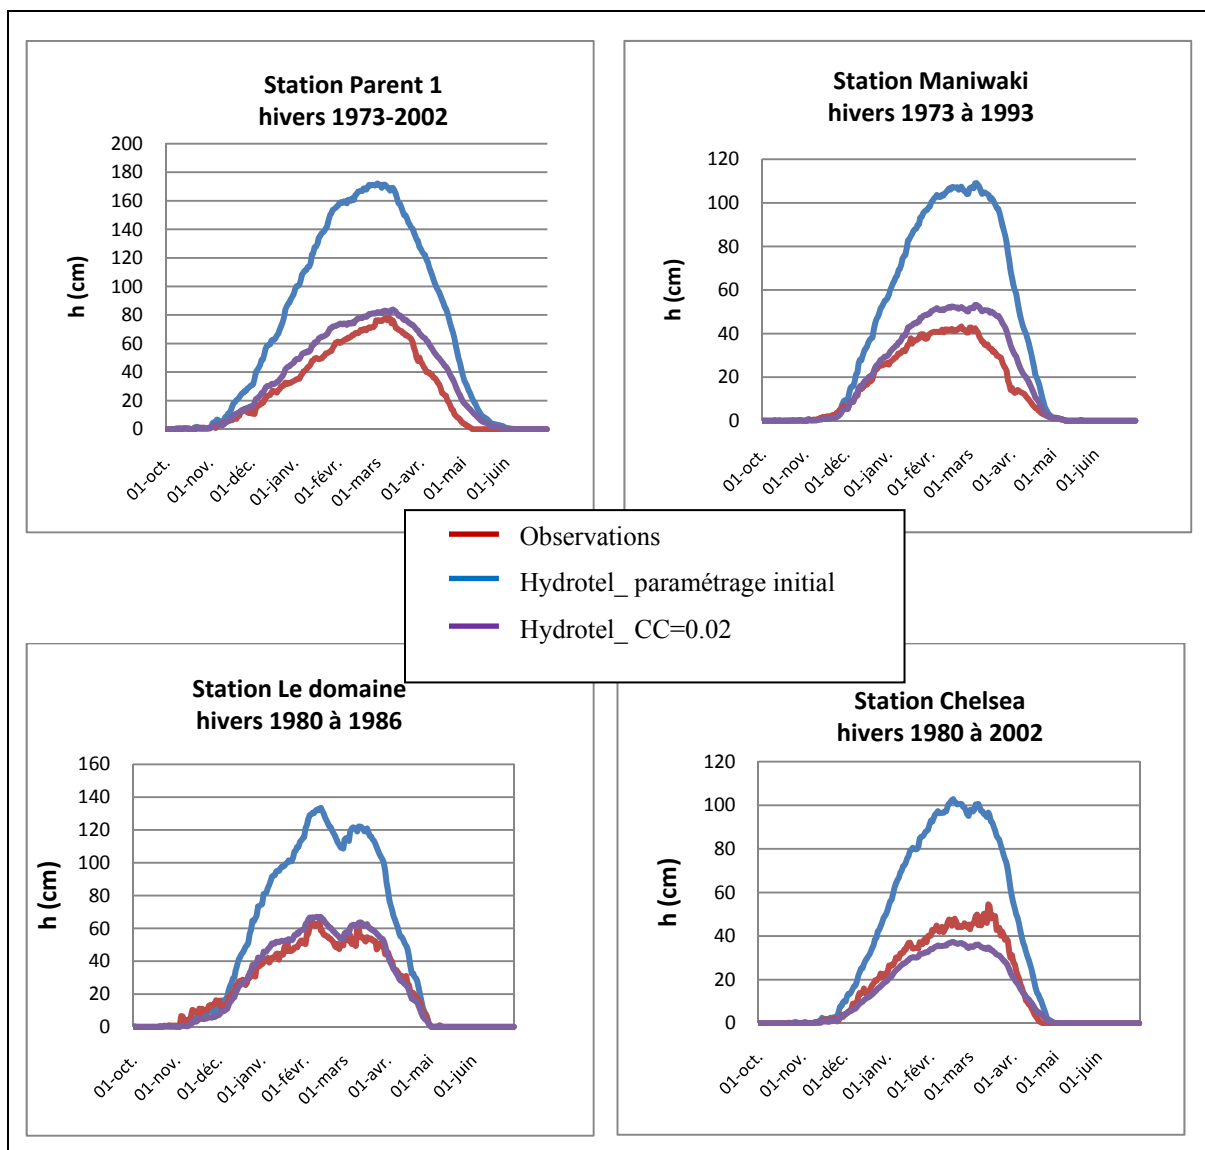 Station Parent 1
hivers 1973-2002
200
180
160
140
120
100
80
60
40
20
0
h (cm)
01-oct.
01-nov.
01-déc.
01-janv.
01-févr.
01-mars
01-avr.
01-mai
01-juin
Station Maniwaki
hivers 1973 à 1993
120
100
80
60
40
20
0
h (cm)
01-oct.
01-nov.
01-déc.
01-janv.
01-févr.
01-mars
01-avr.
01-mai
01-juin
Observations
Hydrotel_ paramétrage initial
Hydrotel_ CC=0.02
Station Le domaine
hivers 1980 à 1986
160
140
120
100
80
60
40
20
0
h (cm)
01-oct.
01-nov.
01-déc.
01-janv.
01-févr.
01-mars
01-avr.
01-mai
01-juin
Station Chelsea
hivers 1980 à 2002
120
100
80
60
40
20
0
h (cm)
01-oct.
01-nov.
01-déc.
01-janv.
01-févr.
01-mars
01-avr.
01-mai
01-juin